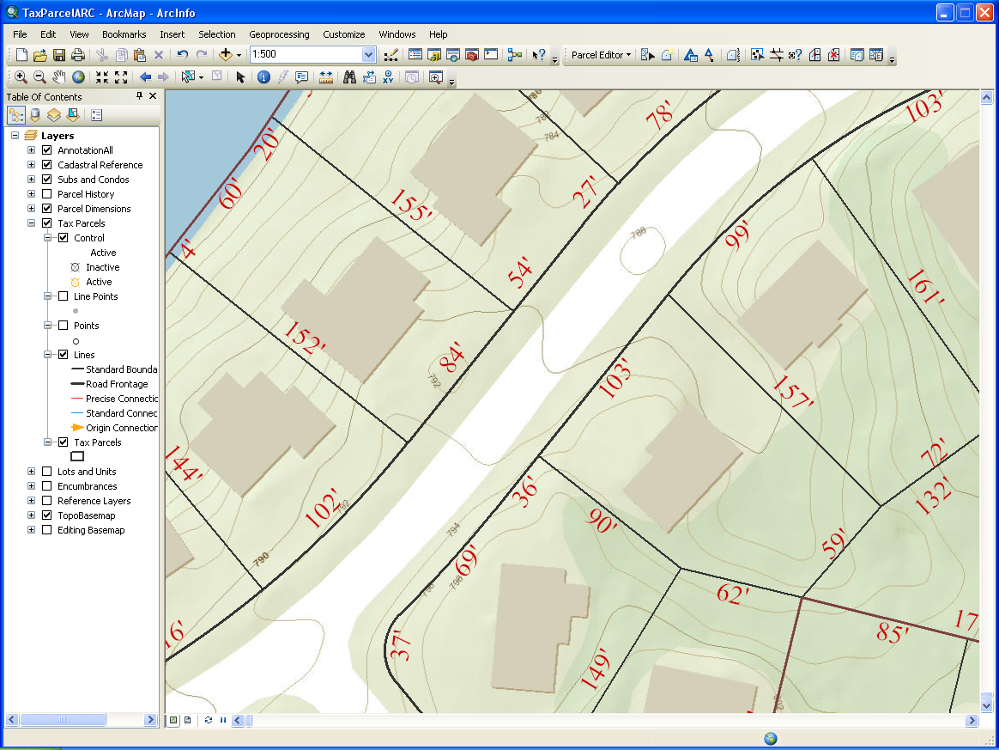 TaxParcelARC - ArcMap - ArcInfo
File Edit View Bookmarks Insert Selection Geoprocessing Customize Windows Help
1:500 Parcel Editor
Table Of Contents
Layers
AnnotationAll
Cadastral Reference
Subs and Condos
Parcel History
Parcel Dimensions
Tax Parcels
Control
Active
Inactive
Active
Line Points
Points
Lines
Standard Bounda
Road Frontage
Precise Connectic
Standard Connec
Origin Connection
Tax Parcels
Lots and Units
Encumbrances
Reference Layers
TopoBasemap
Editing Basemap
103'
78'
782
784
20'
60'
27'
155'
4'
788
99'
54'
161'
152'
84'
792
103'
157'
144'
72'
102'
792
36'
132'
90'
794
59'
790
69'
62'
16'
37'
85'
17
149'